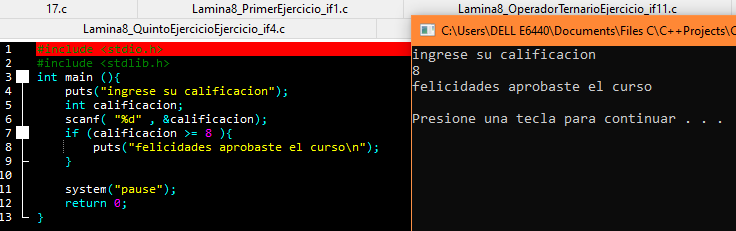 17.c
Lamina8_PrimerEjercicio_if1.c
Lamina8_OperadorTernarioEjercicio_if11.c
Lamina8_QuintoEjercicioEjercicio_if4.c
1 #include <stdio.h>
2 #include <stdlib.h>
3 int main (){
4 puts("ingrese su calificacion");
5 int calificacion;
6 scanf( "%d" , &calificacion);
7 if (calificacion >= 8 ){
8 puts("felicidades aprobaste el curso\n");
9 }
10
11 system("pause");
12 return 0;
13 }
C:\Users\DELL E6440\Documents\Files C\C++Projects\
ingrese su calificacion
8
felicidades aprobaste el curso
Presione una tecla para continuar . . .